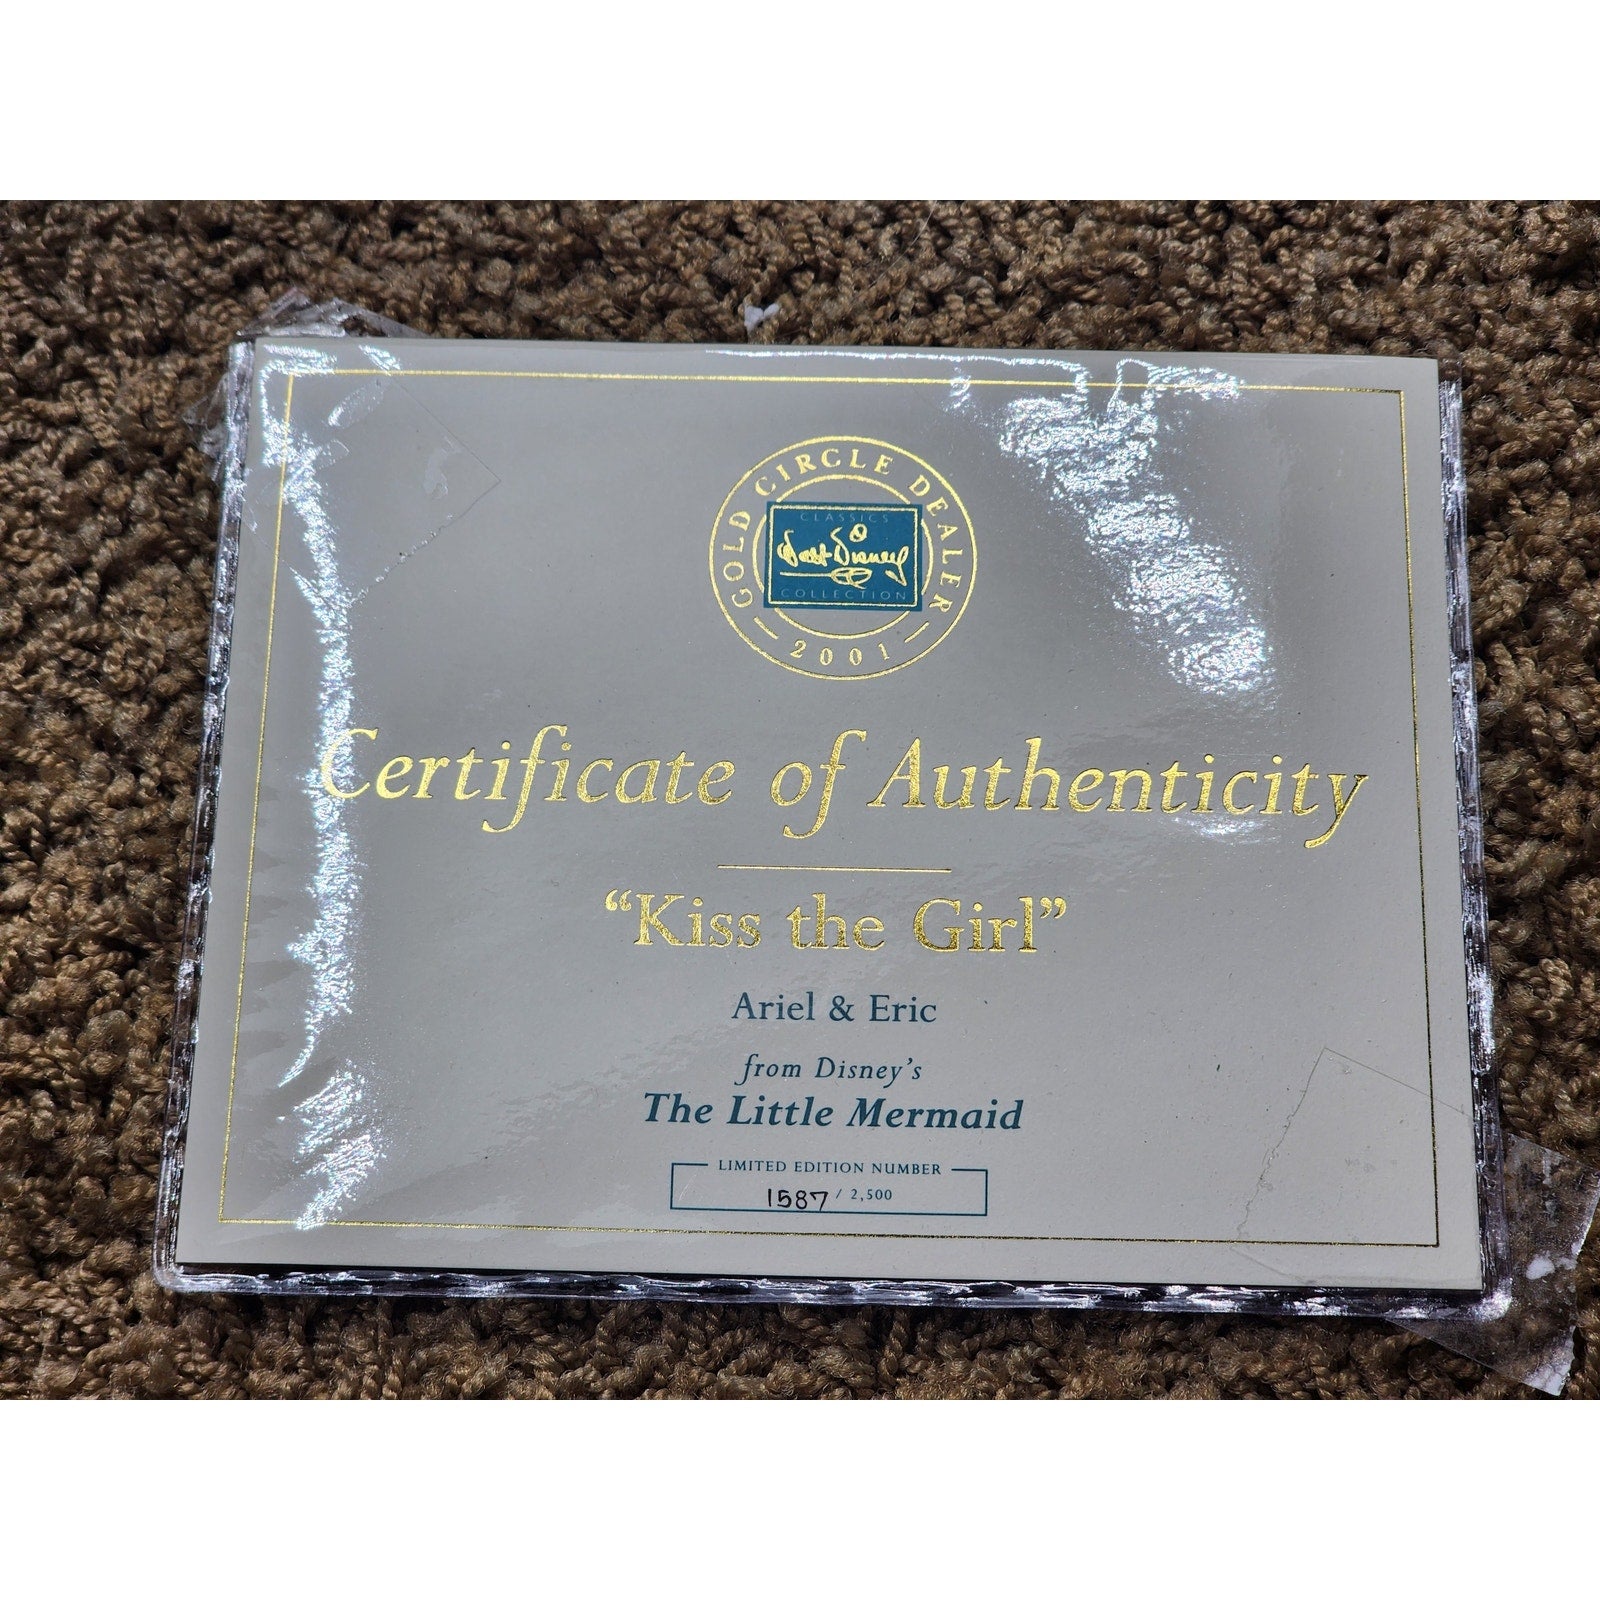 GOLD CIRCLE DEALER
CLASSICS
Walt Disney
COLLECTION
2001
Certificate of Authenticity
“Kiss the Girl”
Ariel & Eric
from Disney’s
The Little Mermaid
LIMITED EDITION NUMBER
1587 / 2,500